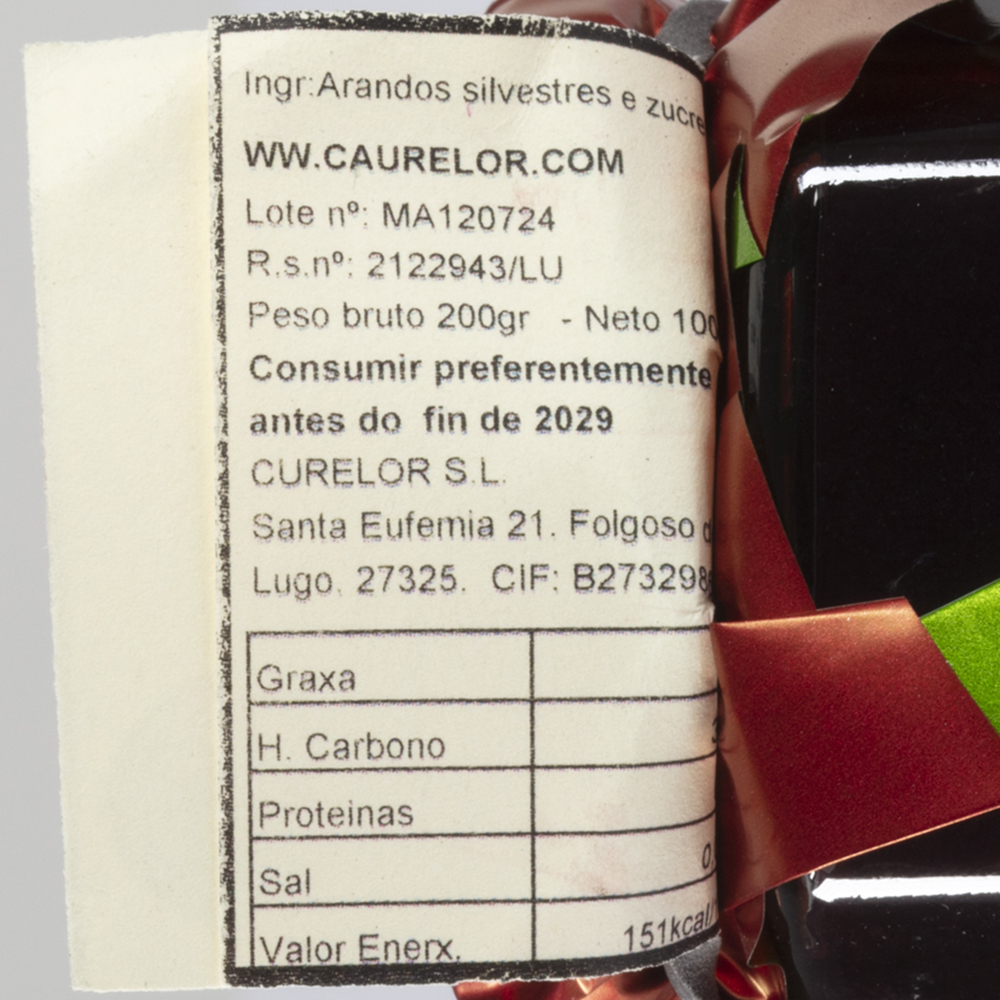 Ingr:Arandos silvestres e zucre
WW.CAURELOR.COM
Lote nº: MA120724
R.s.nº: 2122943/LU
Peso bruto 200gr - Neto
Consumir preferentemente
antes do fin de 2029
CURELOR S.L.
Santa Eufemia 21. Folgoso
Lugo. 27325. CIF:
Graxa
H. Carbono
Proteinas
Sal
Valor Enerx. 151kcal/